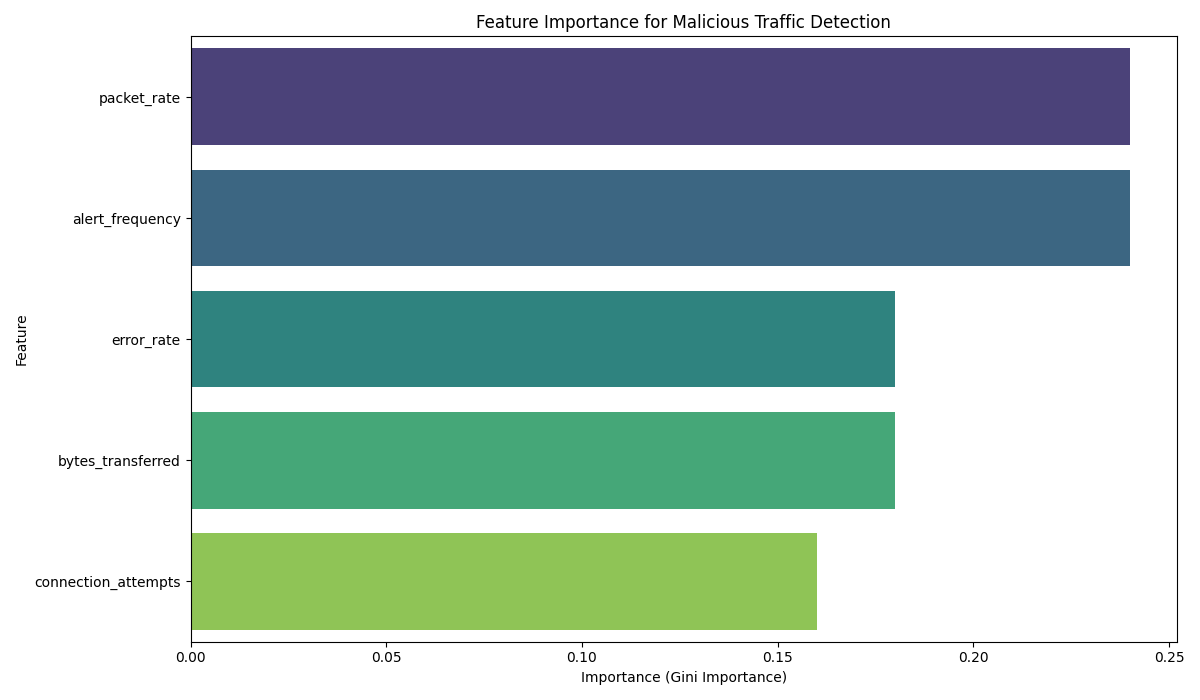 Feature Importance for Malicious Traffic Detection
Feature
packet_rate
alert_frequency
error_rate
bytes_transferred
connection_attempts
0.00 0.05 0.10 0.15 0.20 0.25
Importance (Gini Importance)